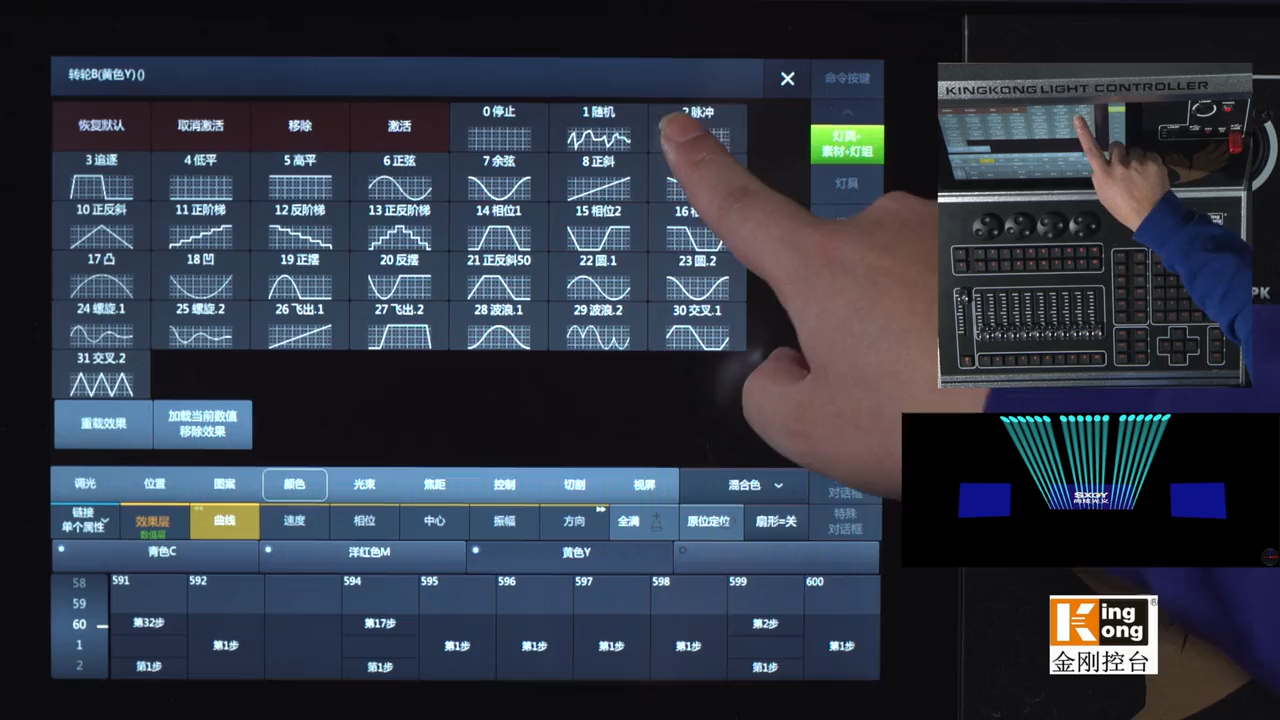 转轮B(黄色Y)()
命令按键
恢复默认
取消激活
移除
激活
0 停止
1 随机
2 脉冲
灯具+
素材+灯组
3 追逐
4 低平
5 高平
6 正弦
7 余弦
8 正斜
灯具
10 正反斜
11 正阶梯
12 反阶梯
13 正反阶梯
14 相位1
15 相位2
17 凸
18 凹
19 正摆
20 反摆
21 正反斜50
22 圆.1
23 圆.2
24 螺旋.1
25 螺旋.2
26 飞出.1
27 飞出.2
28 波浪.1
29 波浪.2
30 交叉.1
31 交叉.2
重载效果
加载当前数值
移除效果
调光
位置
图案
颜色
光束
焦距
控制
切割
视屏
混合色
对话框
链接
单个属性
效果层
数值层
曲线
速度
相位
中心
振幅
方向
全满
原位定位
扇形=关
特殊
对话框
青色C
洋红色M
黄色Y
58
59
60
1
2
591
592
594
595
596
597
598
599
600
第32步
第1步
第1步
第17步
第1步
第1步
第1步
第1步
第1步
第2步
第1步
第1步
KINGKONG LIGHT CONTROLLER
PK
SXGY
King
Kong
®
金刚控台